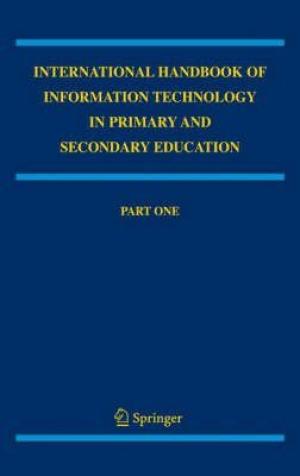 INTERNATIONAL HANDBOOK OF
INFORMATION TECHNOLOGY
IN PRIMARY AND
SECONDARY EDUCATION
PART ONE
Springer